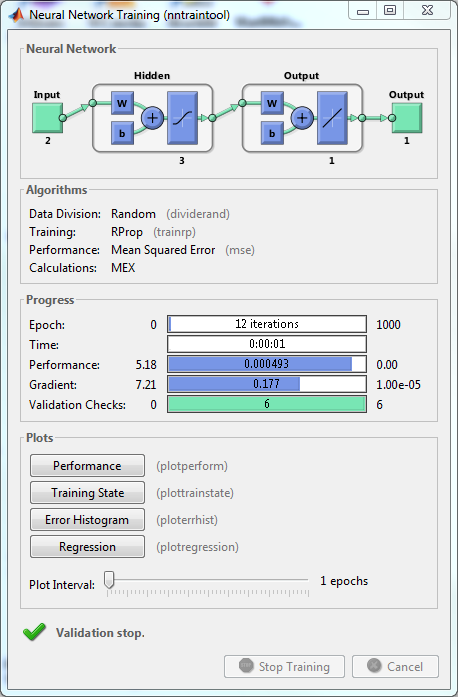 Neural Network Training (nntraintool)
Neural Network
Hidden Output
Input W b + W b + Output
2 3 1 1
Algorithms
Data Division: Random (dividerand)
Training: RProp (trainrp)
Performance: Mean Squared Error (mse)
Calculations: MEX
Progress
Epoch: 0 12 iterations 1000
Time: 0:00:01
Performance: 5.18 0.000493 0.00
Gradient: 7.21 0.177 1.00e-05
Validation Checks: 0 6 6
Plots
Performance (plotperform)
Training State (plottrainstate)
Error Histogram (ploterrhist)
Regression (plotregression)
Plot Interval: 1 epochs
Validation stop.
Stop Training Cancel